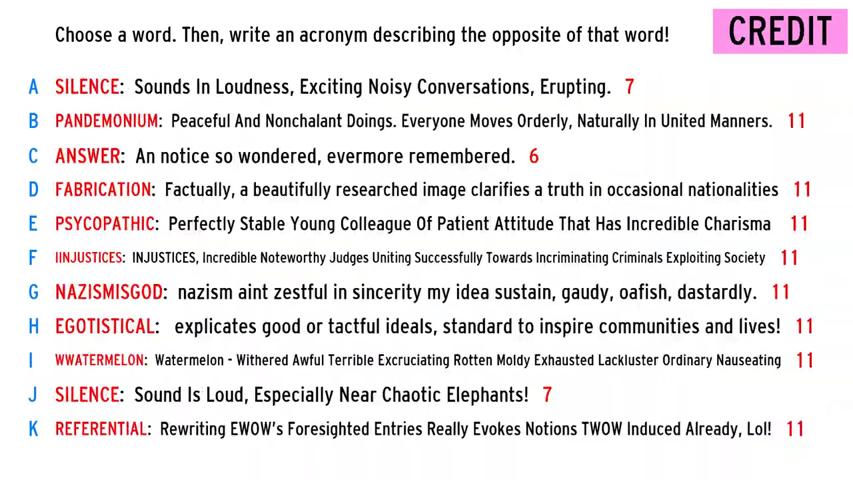 Choose a word. Then, write an acronym describing the opposite of that word!
CREDIT
A SILENCE: Sounds In Loudness, Exciting Noisy Conversations, Erupting. 7
B PANDEMONIUM: Peaceful And Nonchalant Doings. Everyone Moves Orderly, Naturally In United Manners. 11
C ANSWER: An notice so wondered, evermore remembered. 6
D FABRICATION: Factually, a beautifully researched image clarifies a truth in occasional nationalities 11
E PSYCOPATHIC: Perfectly Stable Young Colleague Of Patient Attitude That Has Incredible Charisma 11
F IINJUSTICES: INJUSTICES, Incredible Noteworthy Judges Uniting Successfully Towards Incriminating Criminals Exploiting Society 11
G NAZISMISGOD: nazism aint zestful in sincerity my idea sustain, gaudy, oafish, dastardly. 11
H EGOTISTICAL: explicates good or tactful ideals, standard to inspire communities and lives! 11
I WWATERMELON: Watermelon - Withered Awful Terrible Excruciating Rotten Moldy Exhausted Lackluster Ordinary Nauseating 11
J SILENCE: Sound Is Loud, Especially Near Chaotic Elephants! 7
K REFERENTIAL: Rewriting EWOW's Foresighted Entries Really Evokes Notions TWOW Induced Already, Lol! 11